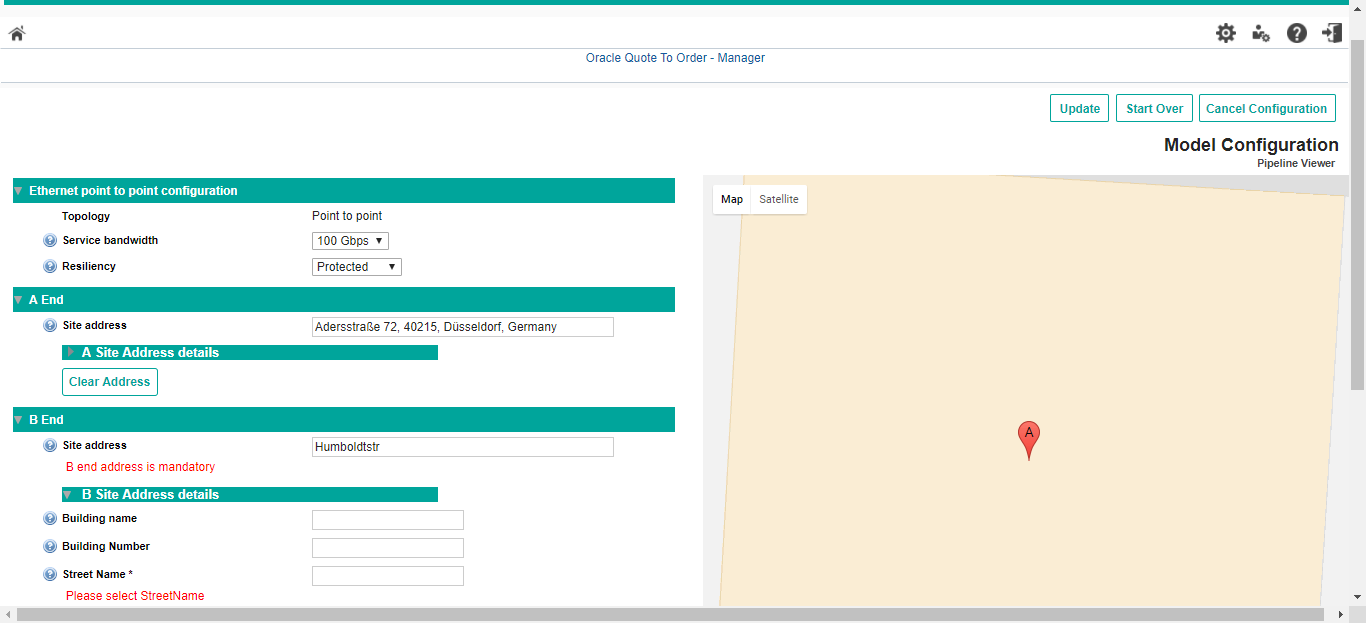 Oracle Quote To Order - Manager
Update
Start Over
Cancel Configuration
Model Configuration
Pipeline Viewer
Ethernet point to point configuration
Topology
Point to point
Service bandwidth
100 Gbps
Resiliency
Protected
A End
Site address
Adersstraße 72, 40215, Düsseldorf, Germany
A Site Address details
Clear Address
B End
Site address
Humboldtstr
B end address is mandatory
B Site Address details
Building name
Building Number
Street Name *
Please select StreetName
Map
Satellite
A